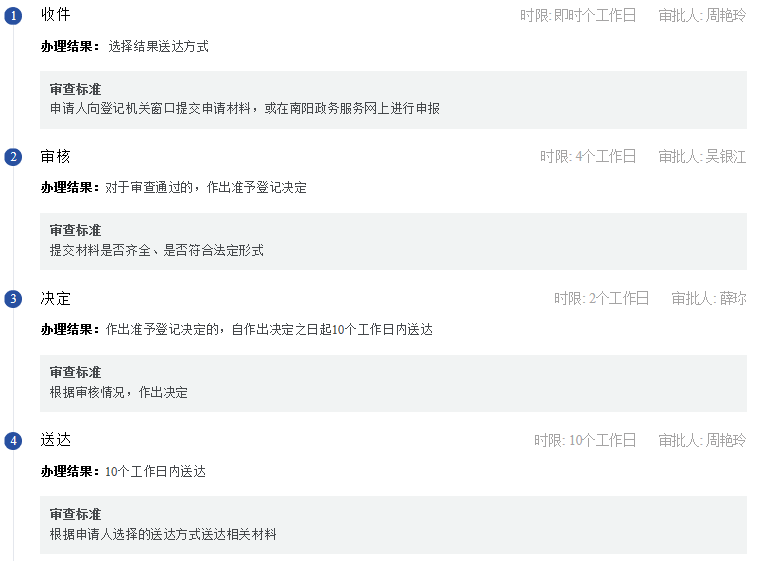 1 收件 时限: 即时个工作日 审批人: 周艳玲
办理结果： 选择结果送达方式
审查标准
申请人向登记机关窗口提交申请材料，或在南阳政务服务网上进行申报
2 审核 时限: 4个工作日 审批人: 吴银江
办理结果：对于审查通过的，作出准予登记决定
审查标准
提交材料是否齐全、是否符合法定形式
3 决定 时限: 2个工作日 审批人: 薛珎
办理结果：作出准予登记决定的，自作出决定之日起10个工作日内送达
审查标准
根据审核情况，作出决定
4 送达 时限: 10个工作日 审批人: 周艳玲
办理结果：10个工作日内送达
审查标准
根据申请人选择的送达方式送达相关材料